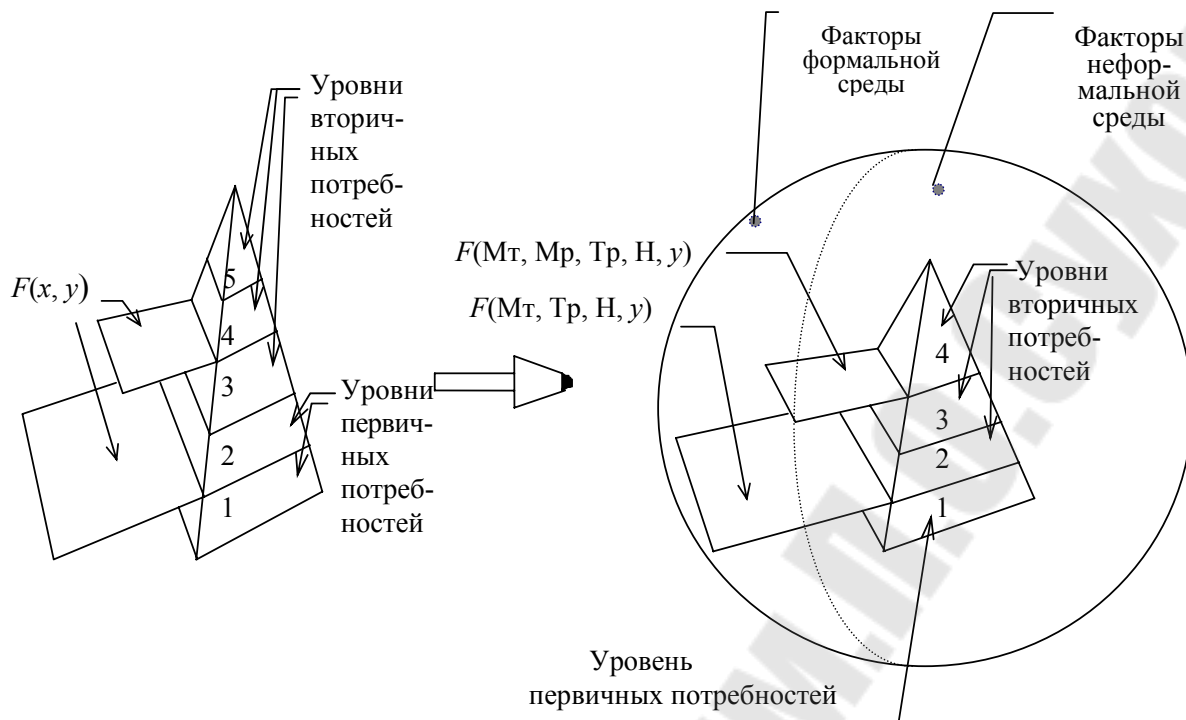 Уровни
вторич-
ных
потреб-
ностей
F(x, y)
5
4
3
2
1
Уровни
первич-
ных
потреб-
ностей
Факторы
формальной
среды
Факторы
нефор-
мальной
среды
F(Мт, Мр, Тр, Н, y)
F(Мт, Тр, Н, y)
Уровни
вторичных
потреб-
ностей
4
3
2
1
Уровень
первичных потребностей